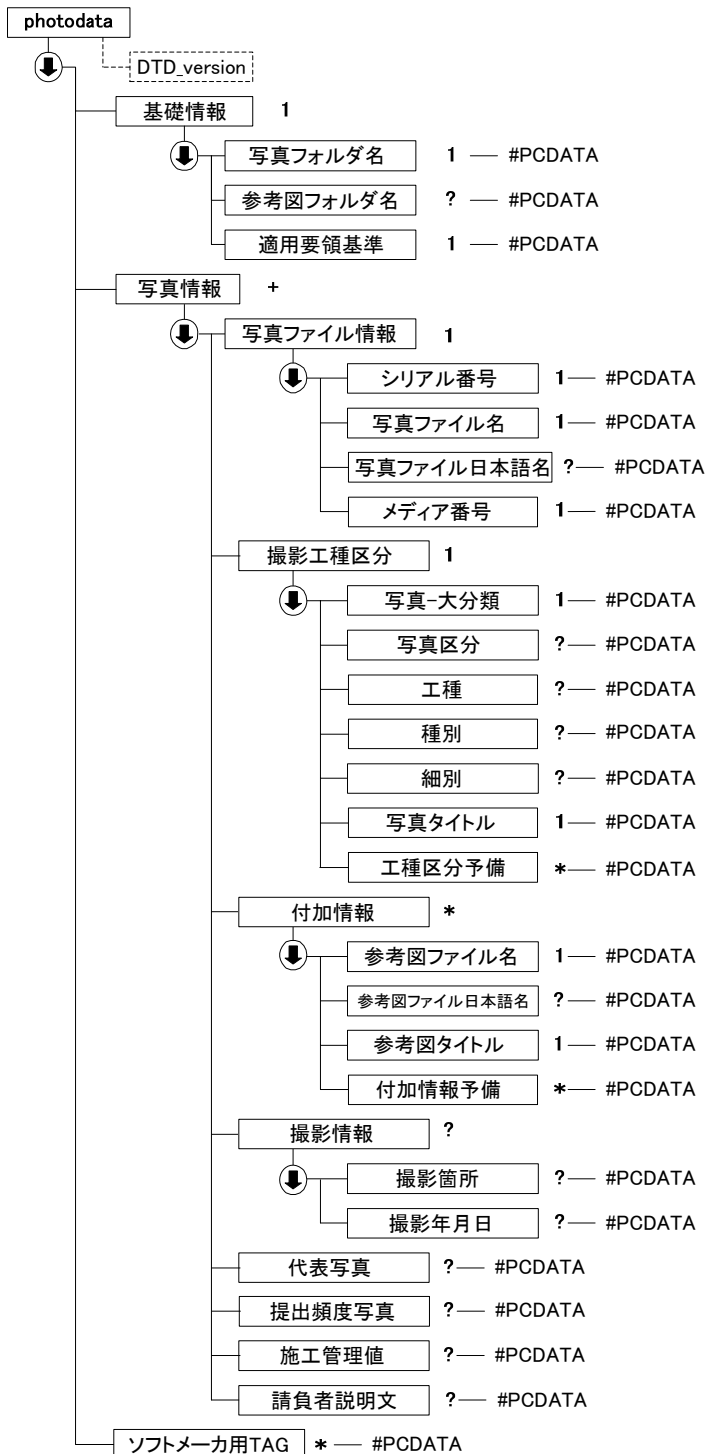 photodata
DTD_version
基礎情報 1
写真フォルダ名 1 — #PCDATA
参考図フォルダ名 ? — #PCDATA
適用要領基準 1 — #PCDATA
写真情報 +
写真ファイル情報 1
シリアル番号 1 — #PCDATA
写真ファイル名 1 — #PCDATA
写真ファイル日本語名 ? — #PCDATA
メディア番号 1 — #PCDATA
撮影工種区分 1
写真-大分類 1 — #PCDATA
写真区分 ? — #PCDATA
工種 ? — #PCDATA
種別 ? — #PCDATA
細別 ? — #PCDATA
写真タイトル 1 — #PCDATA
工種区分予備 * — #PCDATA
付加情報 *
参考図ファイル名 1 — #PCDATA
参考図ファイル日本語名 ? — #PCDATA
参考図タイトル 1 — #PCDATA
付加情報予備 * — #PCDATA
撮影情報 ?
撮影箇所 ? — #PCDATA
撮影年月日 ? — #PCDATA
代表写真 ? — #PCDATA
提出頻度写真 ? — #PCDATA
施工管理値 ? — #PCDATA
請負者説明文 ? — #PCDATA
ソフトメーカ用TAG * — #PCDATA